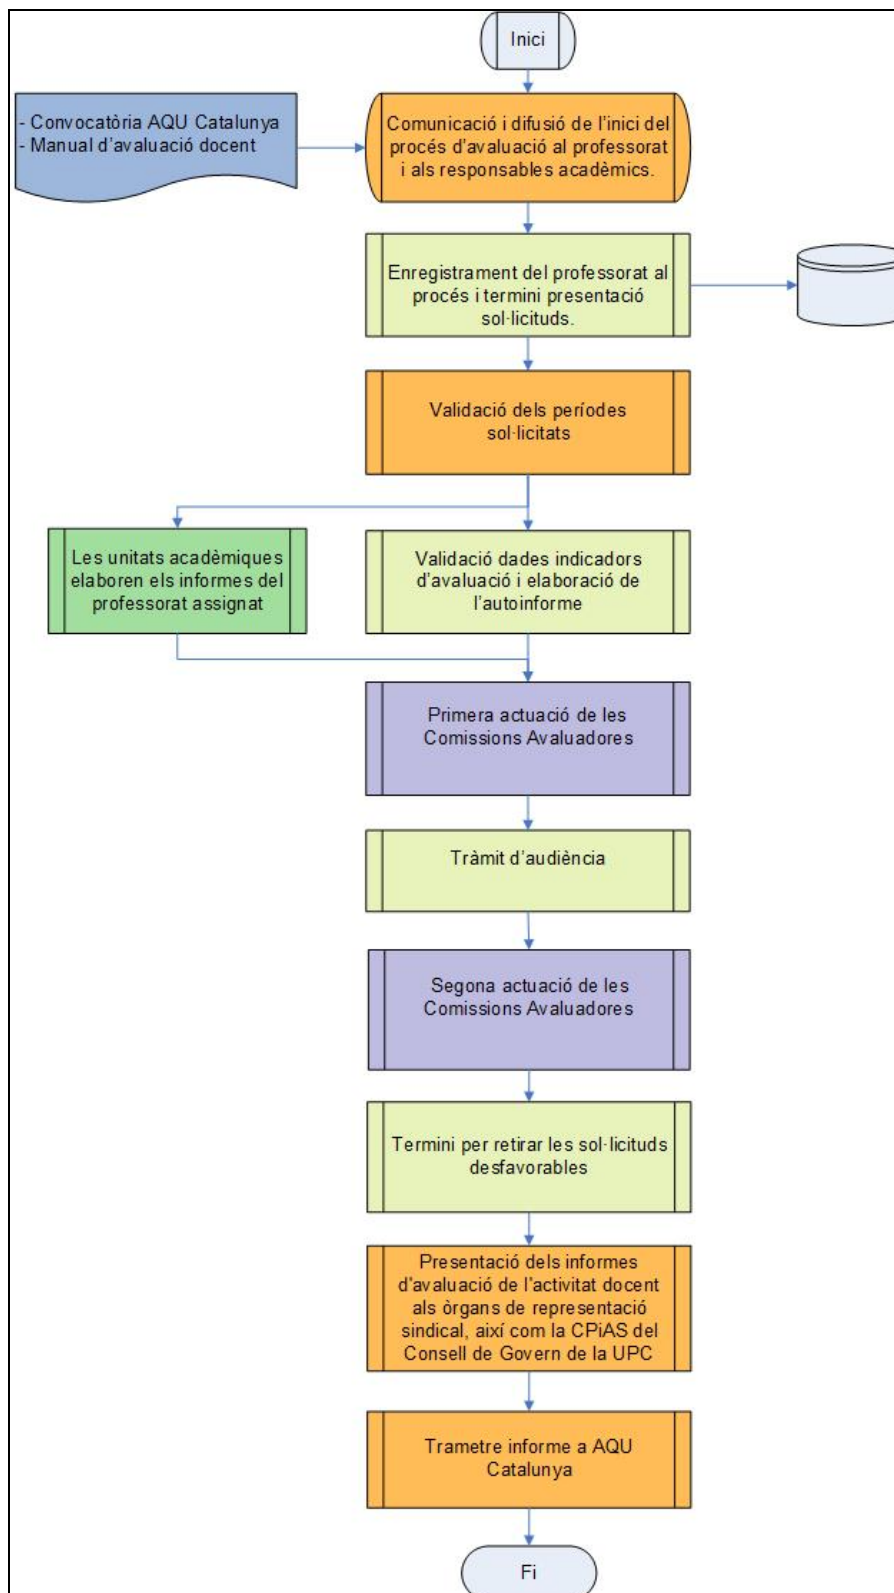 Inici
- Convocatòria AQU Catalunya
- Manual d'avaluació docent
Comunicació i difusió de l'inici del
procés d'avaluació al professorat
i als responsables acadèmics.
Enregistrament del professorat al
procés i termini presentació
sol·licituds.
Validació dels períodes
sol·licitats
Les unitats acadèmiques
elaboren els informes del
professorat assignat
Validació dades indicadors
d'avaluació i elaboració de
l'autoinforme
Primera actuació de les
Comissions Avaluadores
Tràmit d'audiència
Segona actuació de les
Comissions Avaluadores
Termini per retirar les sol·licituds
desfavorables
Presentació dels informes
d'avaluació de l'activitat docent
als òrgans de representació
sindical, així com la CPiAS del
Consell de Govern de la UPC
Trametre informe a AQU
Catalunya
Fi